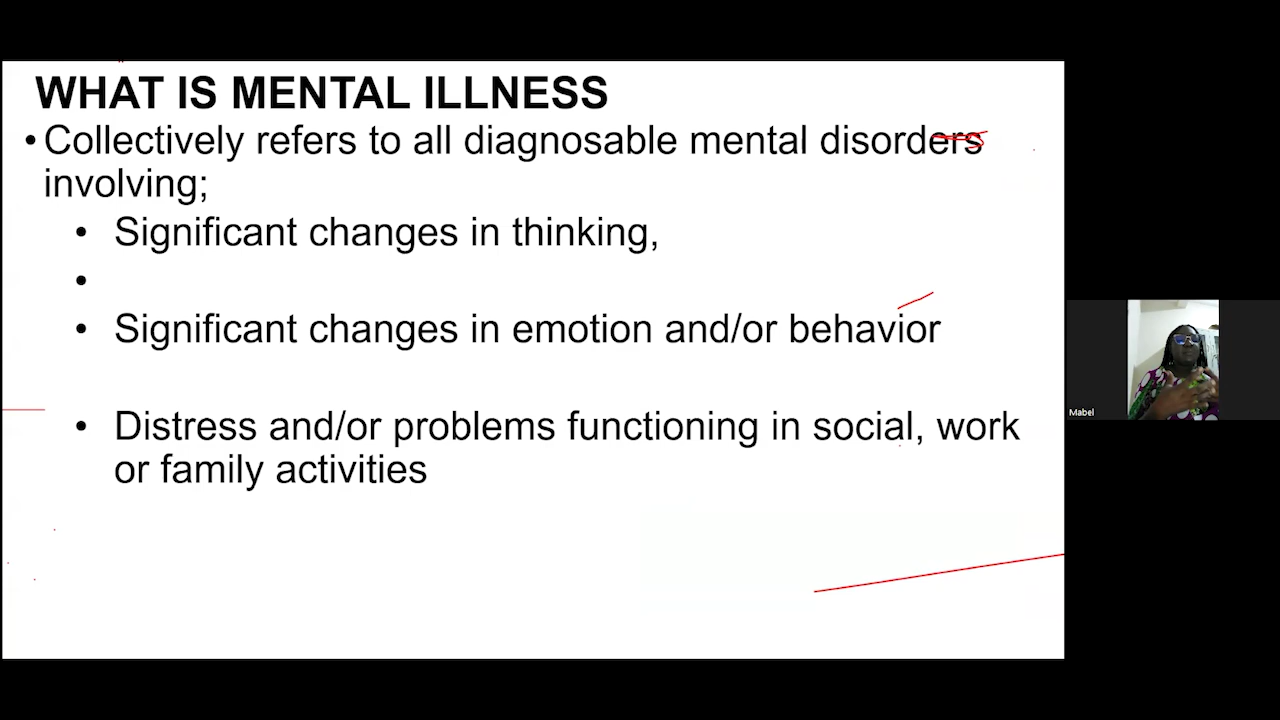 WHAT IS MENTAL ILLNESS
• Collectively refers to all diagnosable mental disorders
involving;
• Significant changes in thinking,
•
• Significant changes in emotion and/or behavior
• Distress and/or problems functioning in social, work
or family activities
Mabel